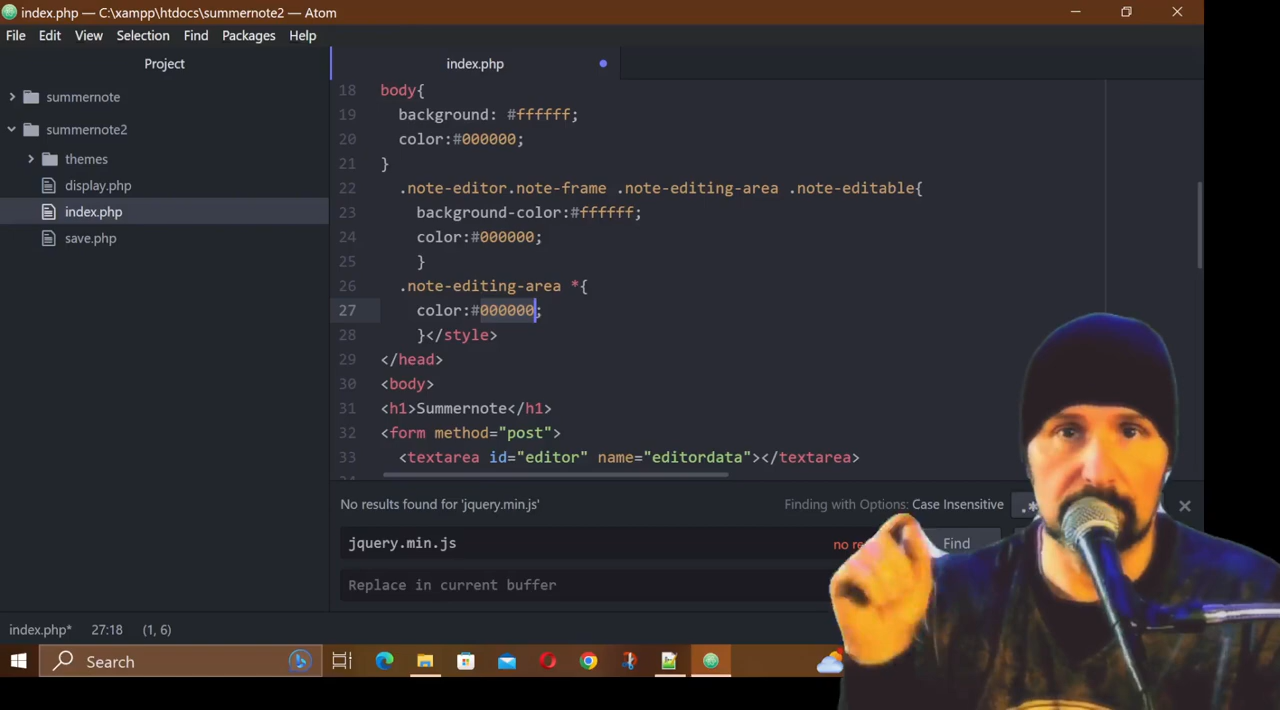 index.php — C:\xampp\htdocs\summernote2 — Atom
File Edit View Selection Find Packages Help
Project
index.php
summernote
summernote2
themes
display.php
index.php
save.php
18 body{
19 background: #ffffff;
20 color:#000000;
21 }
22 .note-editor.note-frame .note-editing-area .note-editable{
23 background-color:#ffffff;
24 color:#000000;
25 }
26 .note-editing-area *{
27 color:#000000;
28 }</style>
29 </head>
30 <body>
31 <h1>Summernote</h1>
32 <form method="post">
33 <textarea id="editor" name="editordata"></textarea>
No results found for 'jquery.min.js'
Finding with Options: Case Insensitive
.*
jquery.min.js
no
Find
Replace in current buffer
index.php* 27:18 (1, 6)
Search